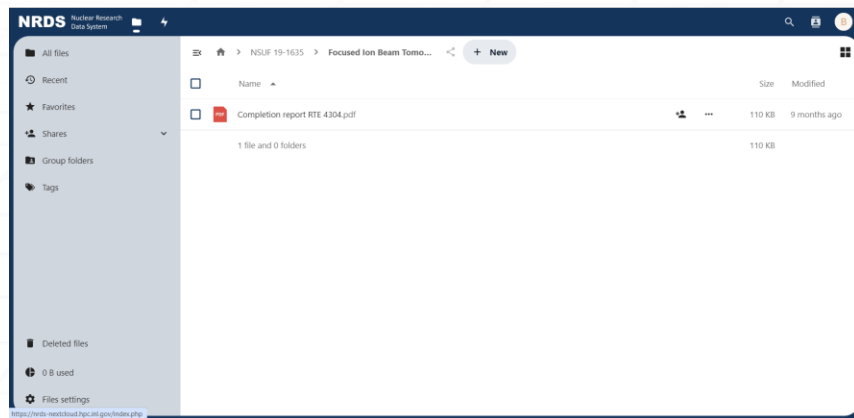 NRDS Nuclear Research
Data System
B
All files
Recent
Favorites
Shares
Group folders
Tags
NSUF 19-1635 > Focused Ion Beam Tomo... + New
Name Size Modified
PDF Completion report RTE 4304.pdf ... 110 KB 9 months ago
1 file and 0 folders 110 KB
Deleted files
0 B used
Files settings
https://nrds-nextcloud.hpc.inl.gov/index.php